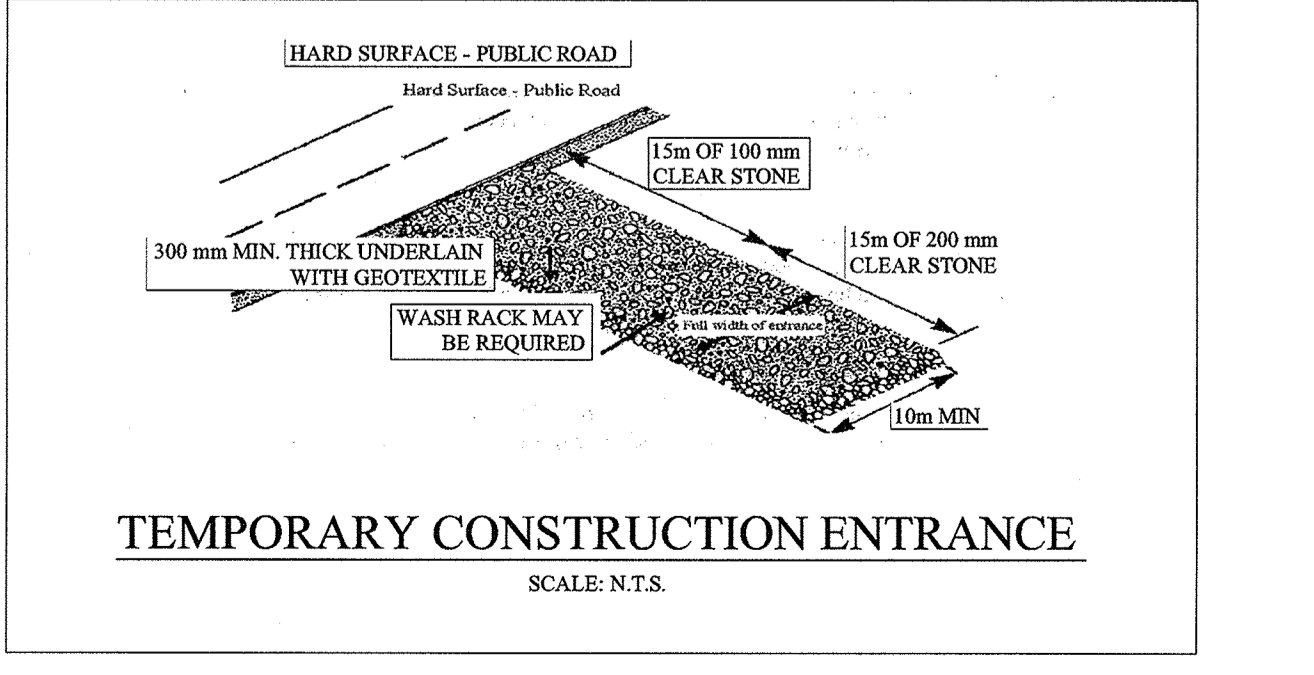 HARD SURFACE - PUBLIC ROAD
Hard Surface - Public Road
15m OF 100 mm
CLEAR STONE
15m OF 200 mm
CLEAR STONE
300 mm MIN. THICK UNDERLAIN
WITH GEOTEXTILE
WASH RACK MAY
BE REQUIRED
Full width of entrance
10m MIN
TEMPORARY CONSTRUCTION ENTRANCE
SCALE: N.T.S.